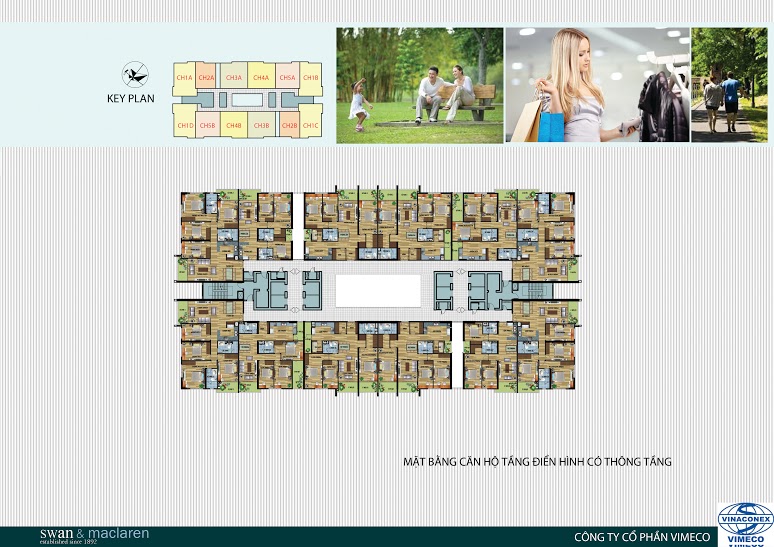 KEY PLAN
CH1A CH2A CH3A CH4A CH5A CH1B
CH1D CH5B CH4B CH3B CH2B CH1C
MẶT BẰNG CĂN HỘ TẦNG ĐIỂN HÌNH CÓ THÔNG TẦNG
swan & maclaren
established since 1892
CÔNG TY CỔ PHẦN VIMECO
VINACONEX
VIMECO